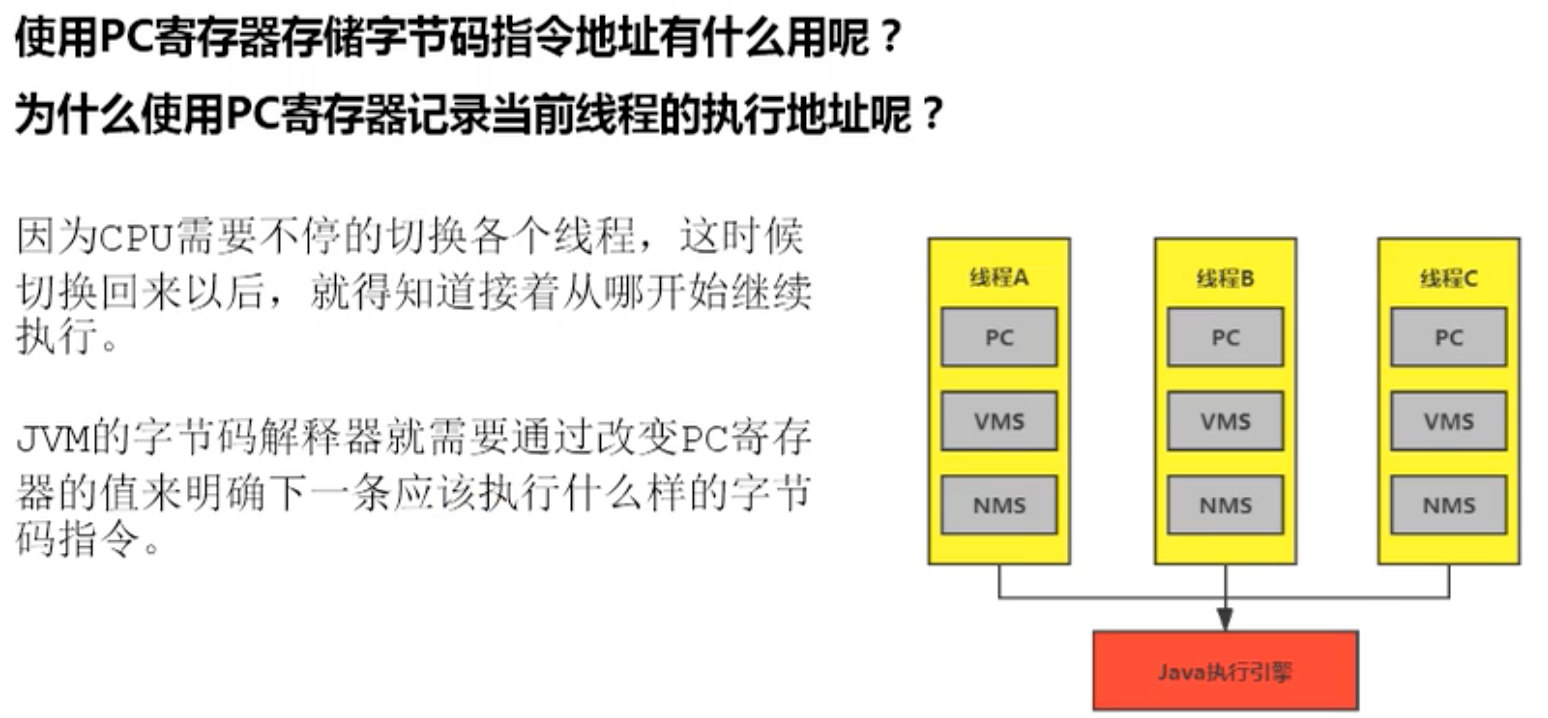 使用PC寄存器存储字节码指令地址有什么用呢？
为什么使用PC寄存器记录当前线程的执行地址呢？
因为CPU需要不停的切换各个线程，这时候
切换回来以后，就得知道接着从哪开始继续
执行。
JVM的字节码解释器就需要通过改变PC寄存
器的值来明确下一条应该执行什么样的字节
码指令。
线程A
PC
VMS
NMS
线程B
PC
VMS
NMS
线程C
PC
VMS
NMS
Java执行引擎